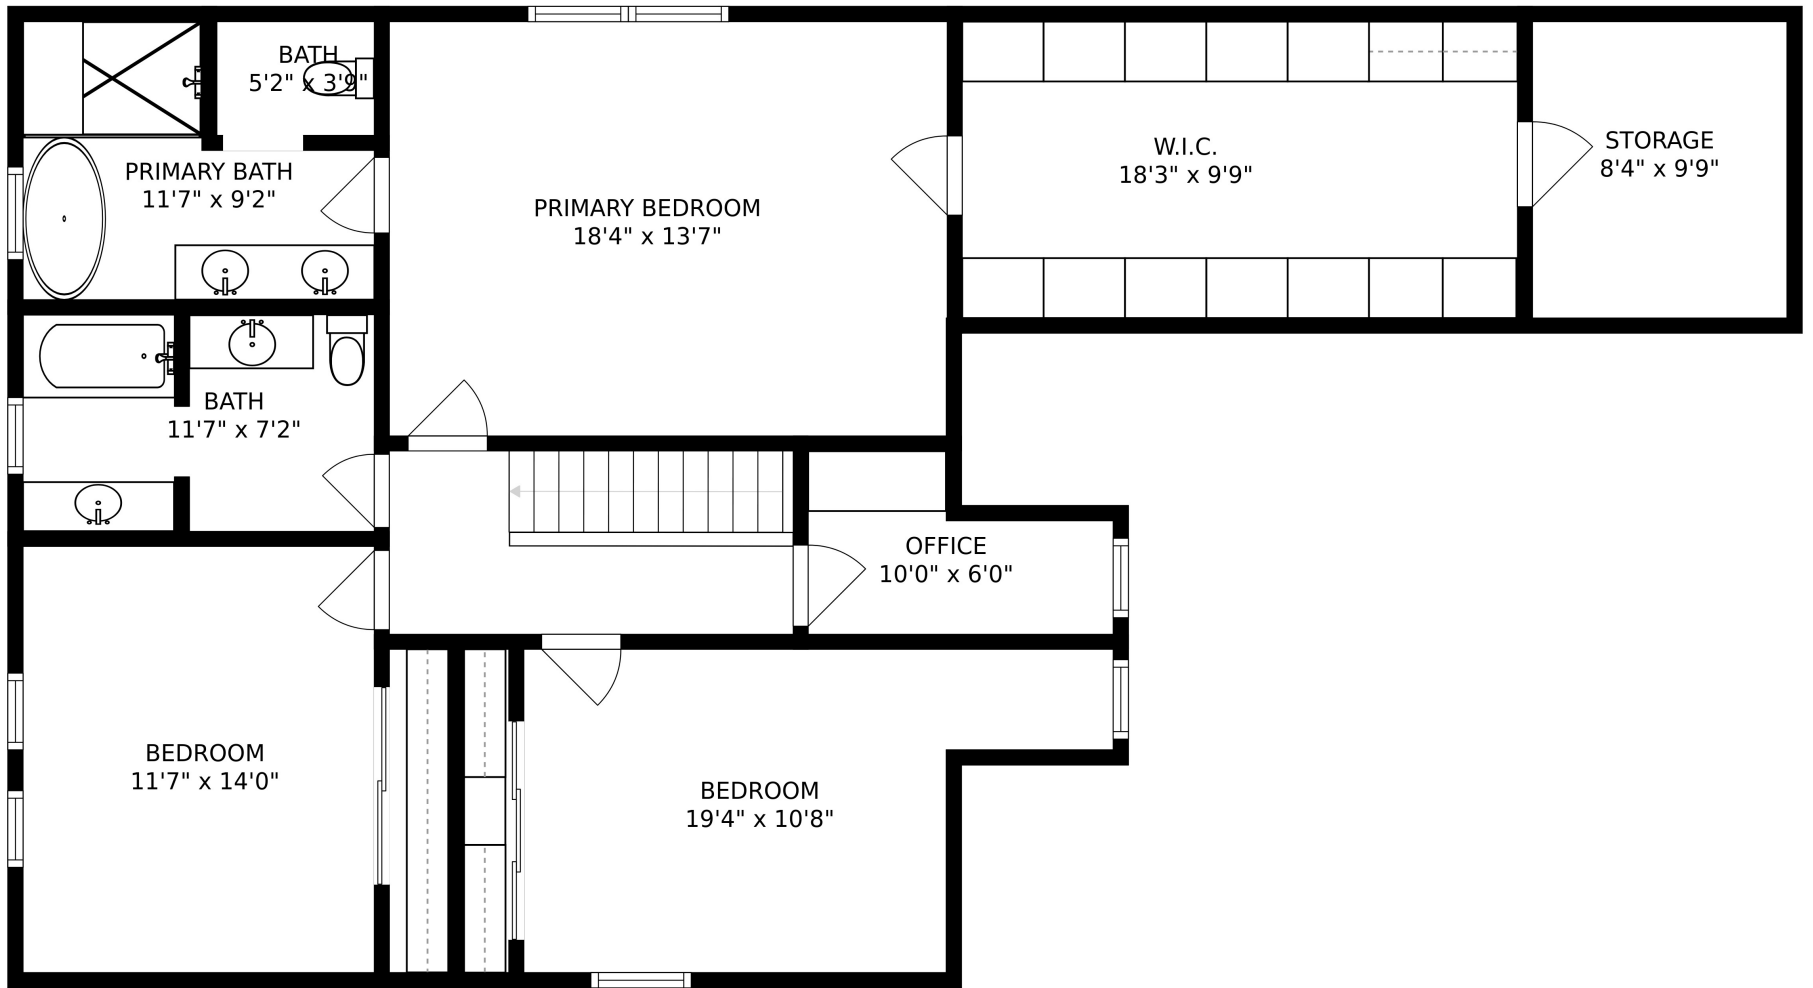 BATH
5'2" x 3'9"
PRIMARY BATH
11'7" x 9'2"
PRIMARY BEDROOM
18'4" x 13'7"
W.I.C.
18'3" x 9'9"
STORAGE
8'4" x 9'9"
BATH
11'7" x 7'2"
OFFICE
10'0" x 6'0"
BEDROOM
11'7" x 14'0"
BEDROOM
19'4" x 10'8"